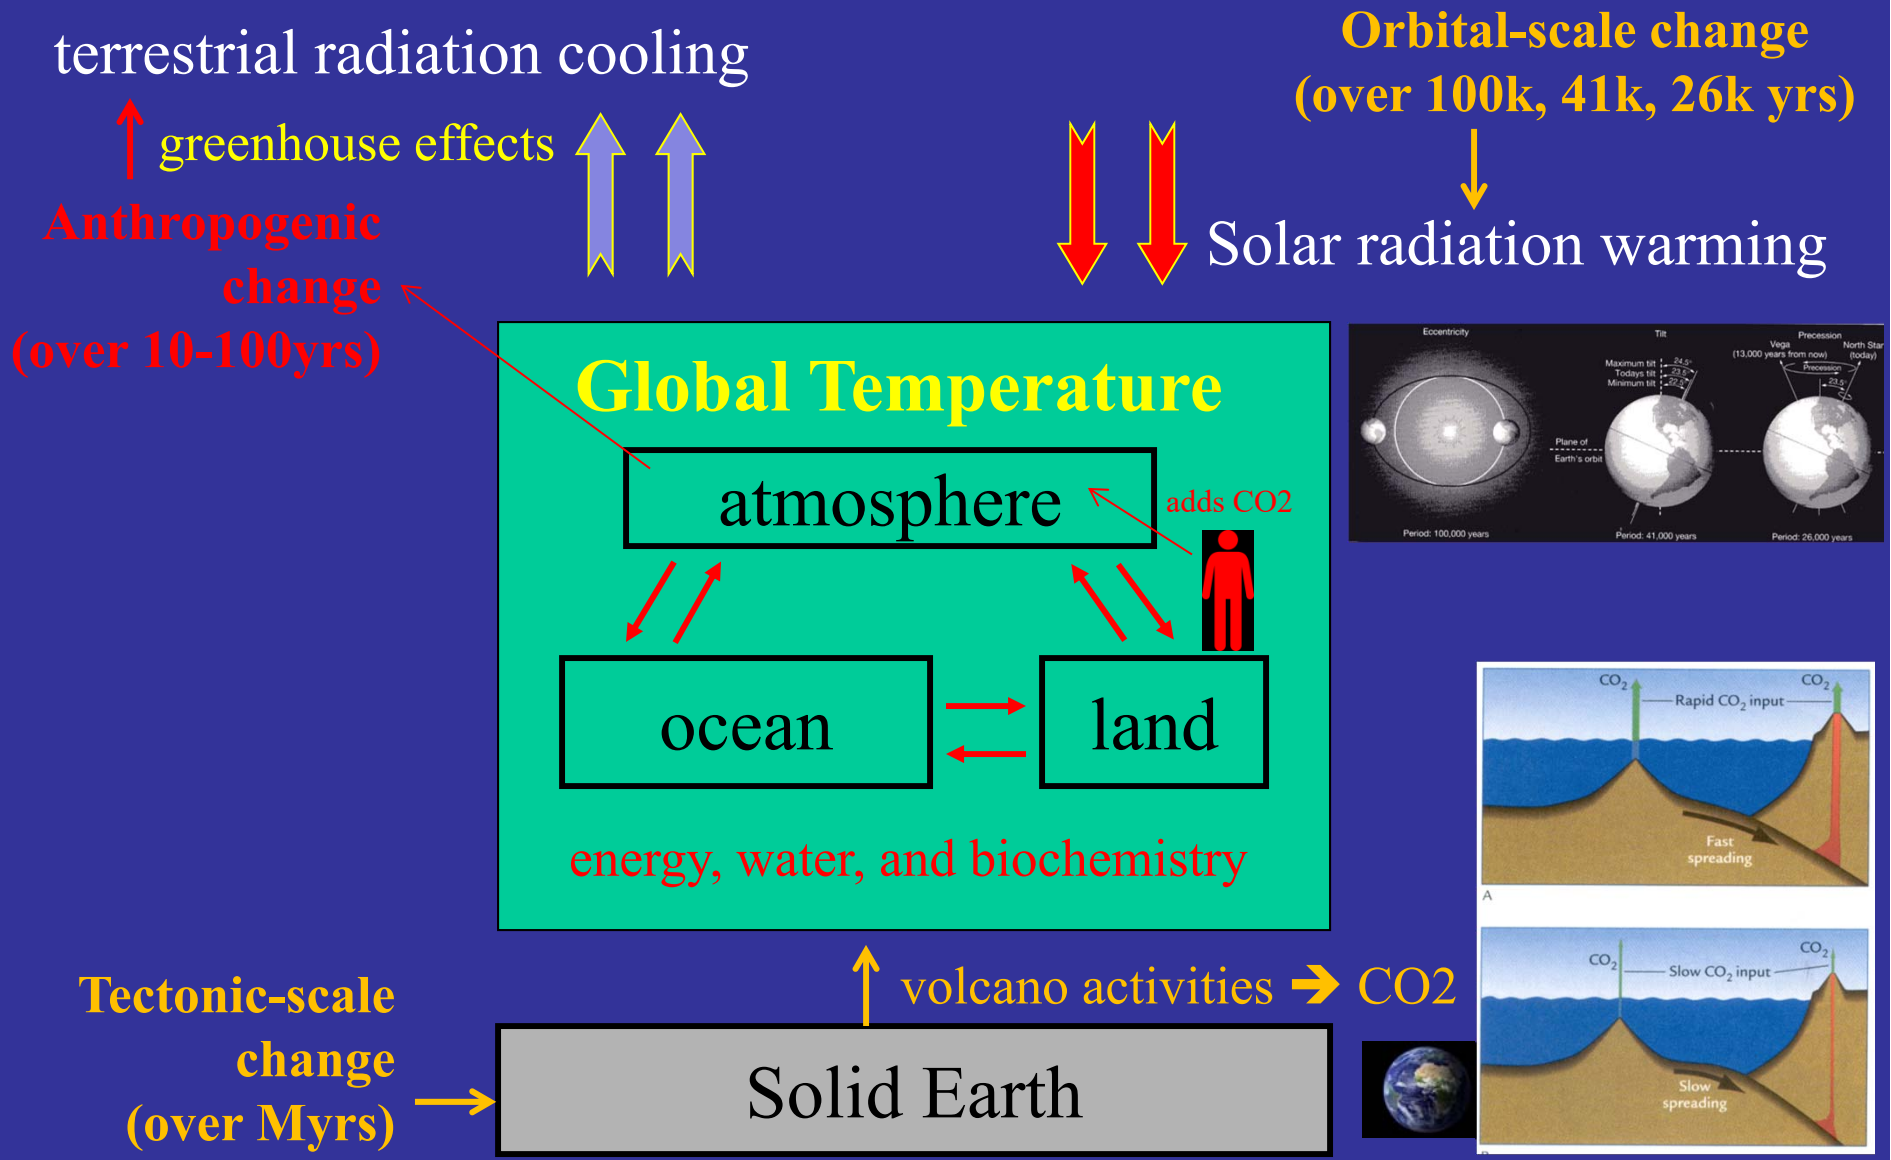 terrestrial radiation cooling
greenhouse effects
Anthropogenic
change
(over 10-100yrs)
Orbital-scale change
(over 100k, 41k, 26k yrs)
Solar radiation warming
Global Temperature
atmosphere
adds CO2
ocean
land
energy, water, and biochemistry
Eccentricity
Period: 100,000 years
Tilt
Maximum tilt
Todays tilt
Minimum tilt
24.5°
23.5°
22.5°
Plane of
Earth's orbit
Period: 41,000 years
Precession
Vega
(13,000 years from now)
North Star
(today)
Precession
23.5°
Period: 26,000 years
CO₂
Rapid CO₂ input
CO₂
Fast
spreading
A
CO₂
Slow CO₂ input
CO₂
Slow
spreading
Tectonic-scale
change
(over Myrs)
volcano activities ➔ CO2
Solid Earth